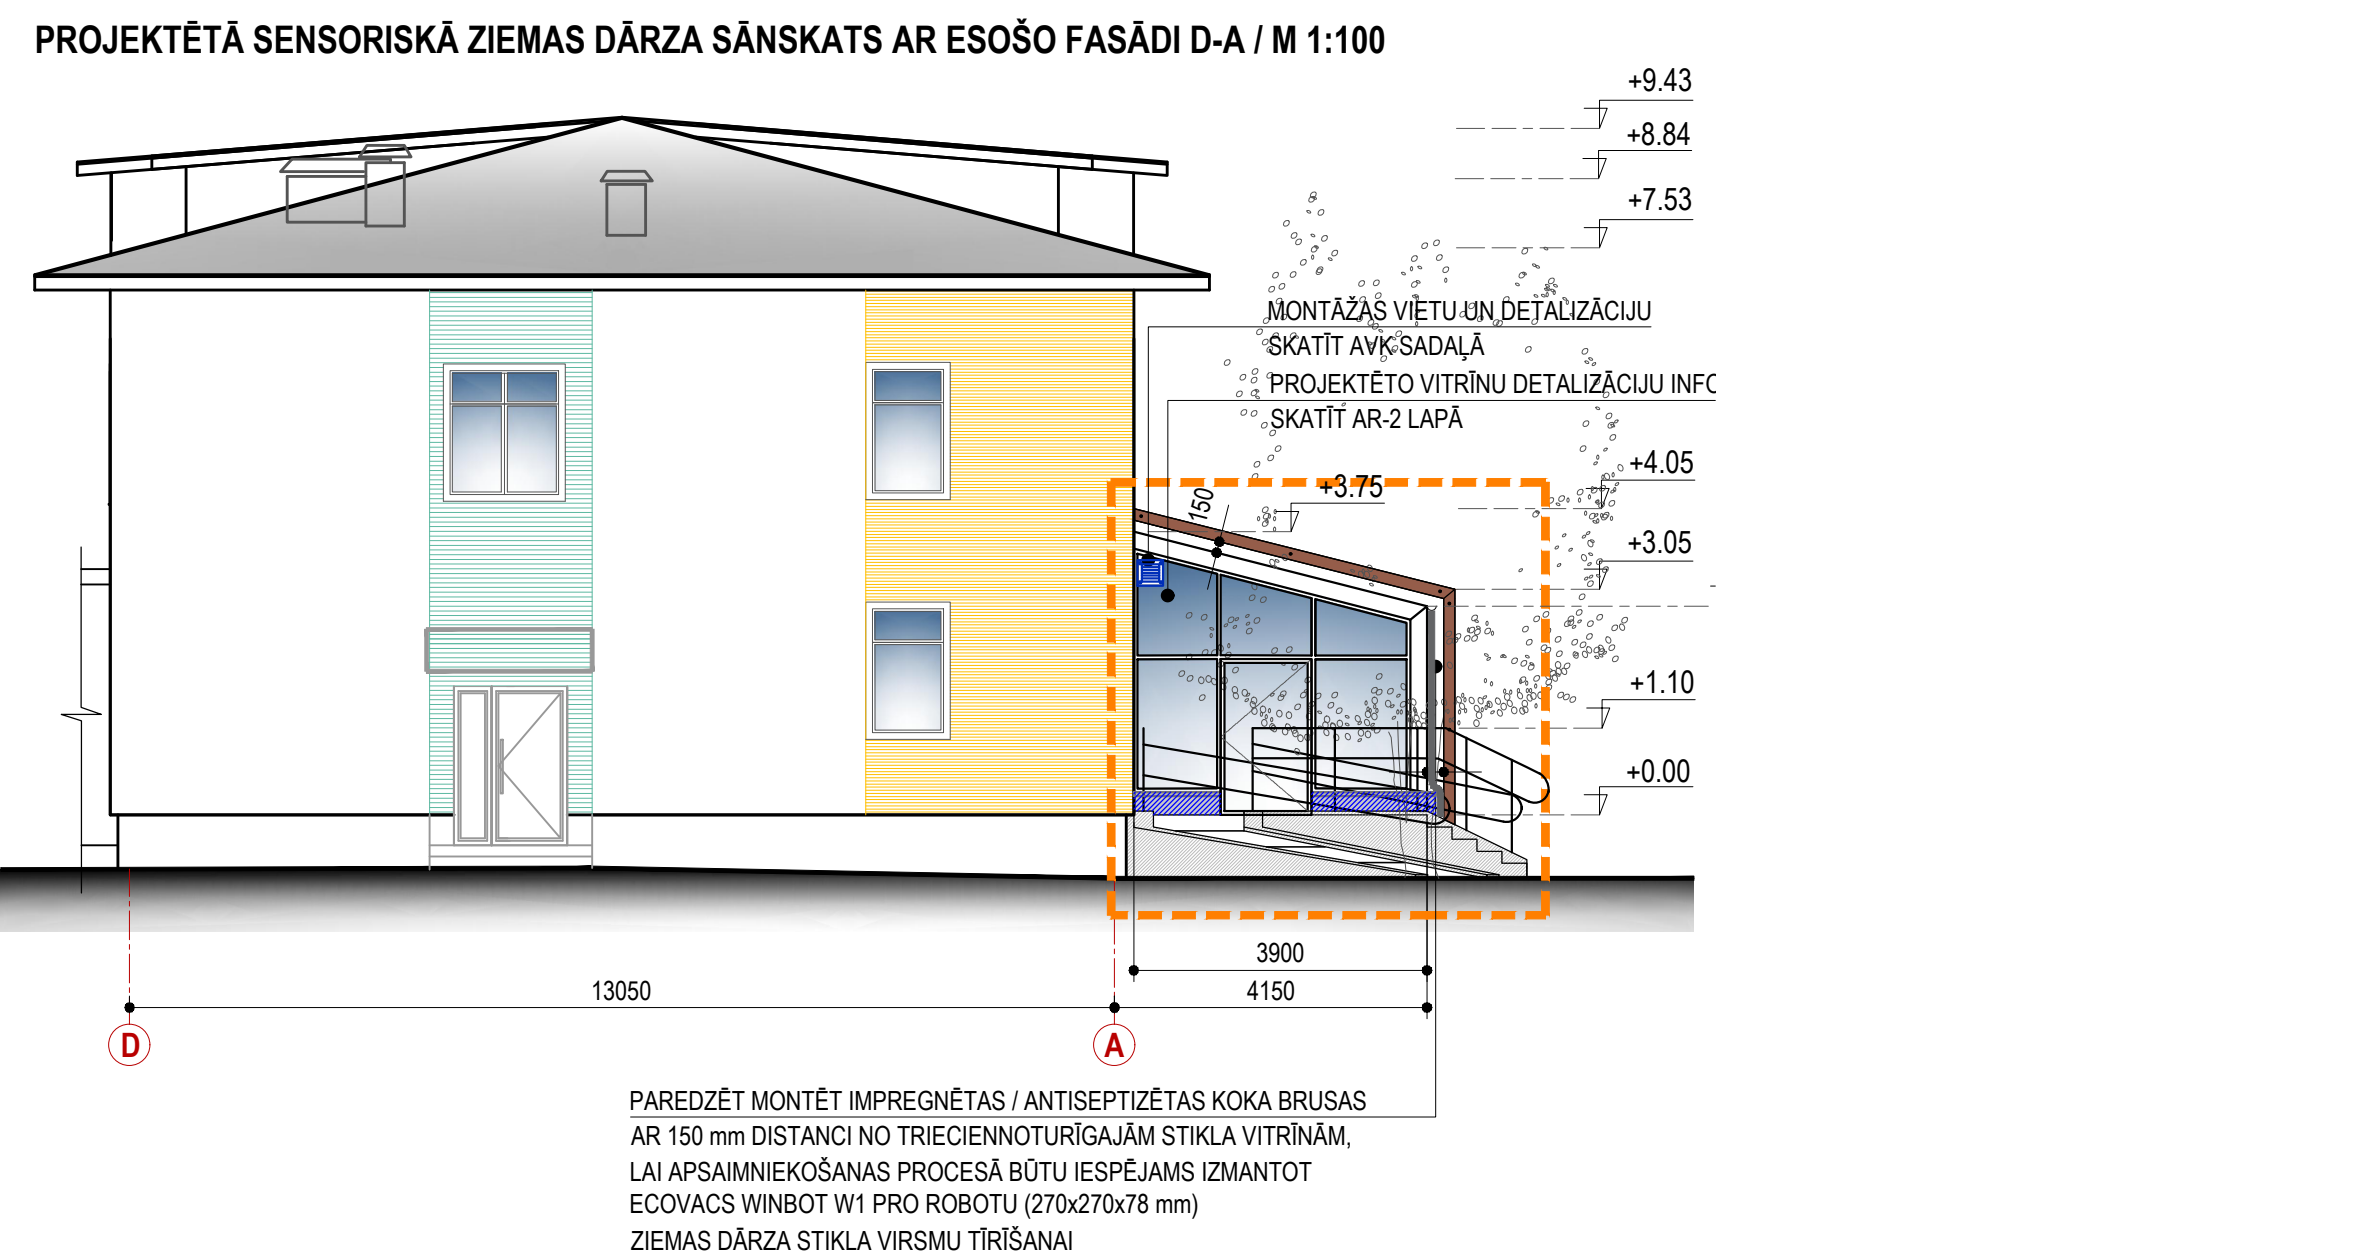 PROJEKTĒTĀ SENSORISKĀ ZIEMAS DĀRZA SĀNSKATS AR ESOŠO FASĀDI D-A / M 1:100
+9.43
+8.84
+7.53
MONTĀŽAS VIETU UN DETALIZĀCIJU
SKATĪT AVK SADAĻĀ
PROJEKTĒTO VITRĪNU DETALIZĀCIJU INFO
SKATĪT AR-2 LAPĀ
+4.05
+3.75
150
+3.05
+1.10
+0.00
3900
13050
4150
D
A
PAREDZĒT MONTĒT IMPREGNĒTAS / ANTISEPTIZĒTAS KOKA BRUSAS
AR 150 mm DISTANCI NO TRIECIENNOTURĪGAJĀM STIKLA VITRĪNĀM,
LAI APSAIMNIEKOŠANAS PROCESĀ BŪTU IESPĒJAMS IZMANTOT
ECOVACS WINBOT W1 PRO ROBOTU (270x270x78 mm)
ZIEMAS DĀRZA STIKLA VIRSMU TĪRĪŠANAI